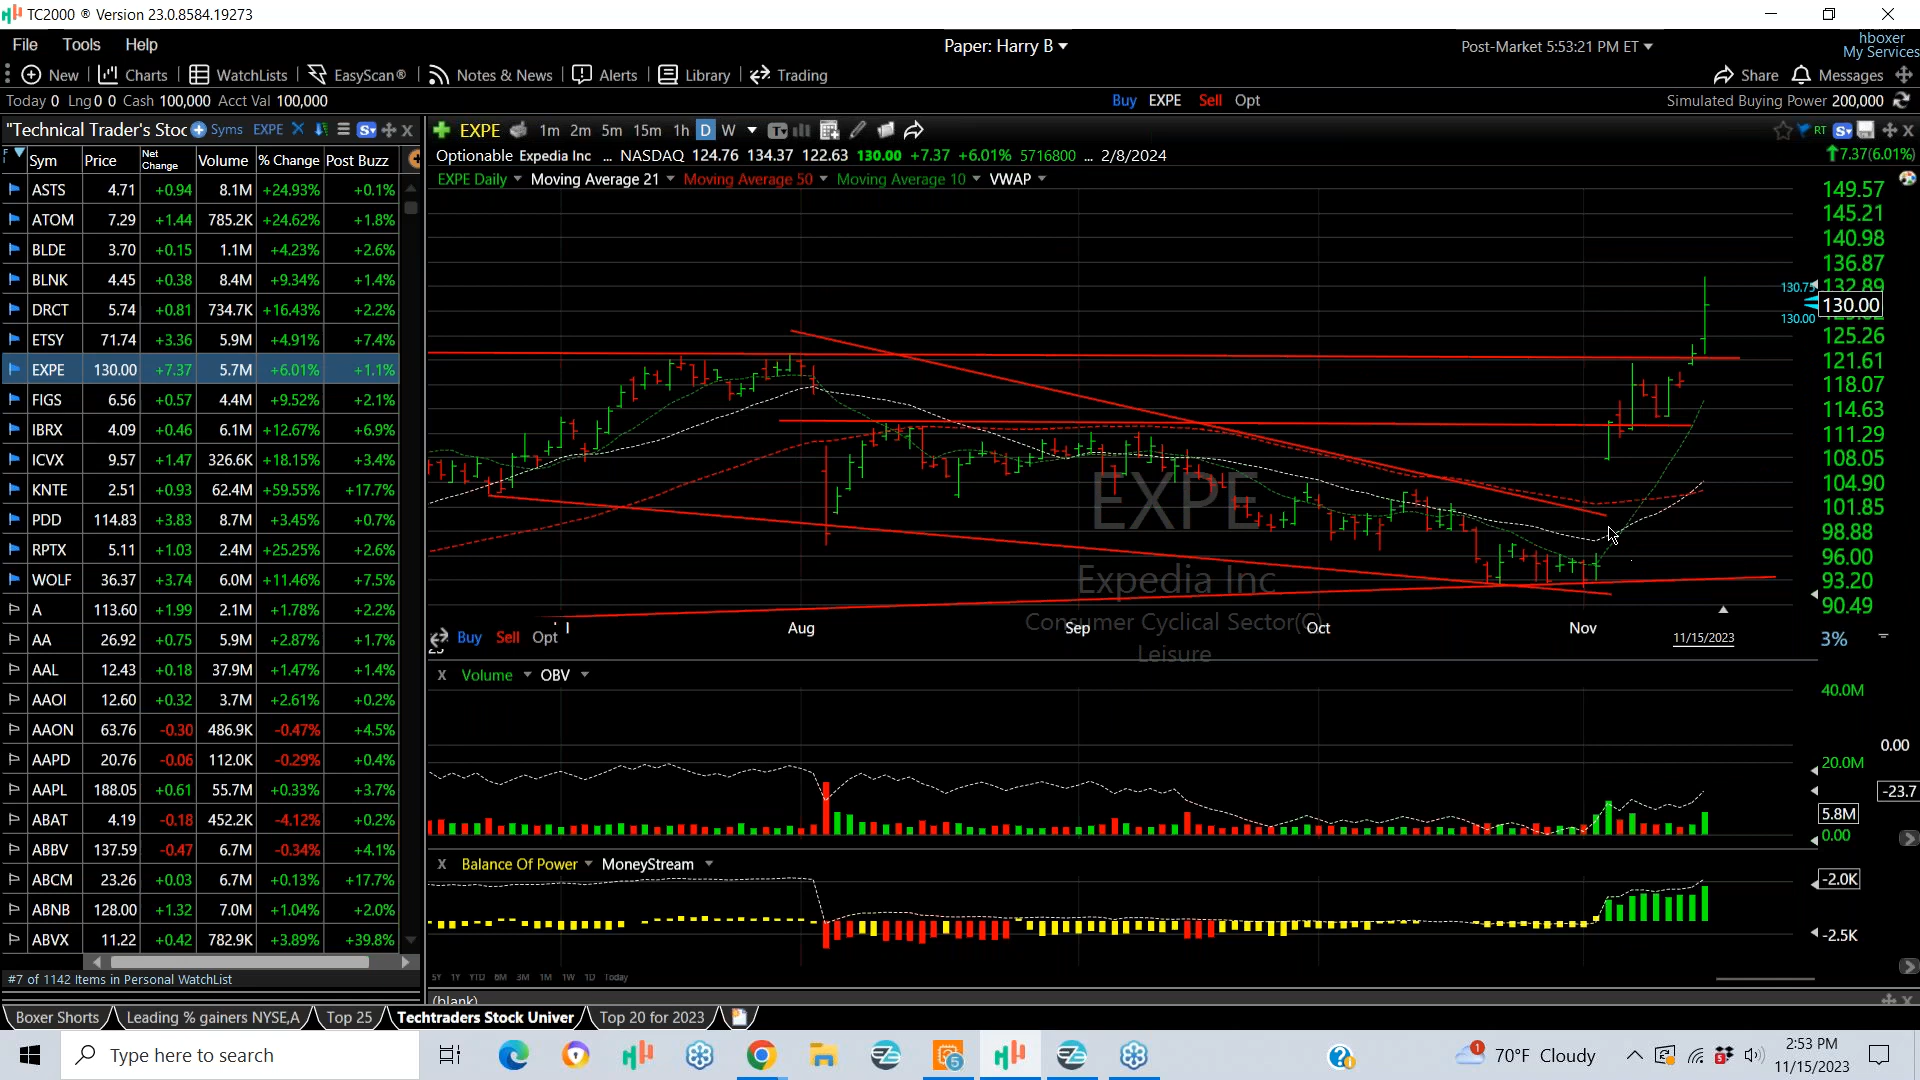 TC2000 ® Version 23.0.8584.19273
File Tools Help
Paper: Harry B
Post-Market 5:53:21 PM ET
hboxer
My Services
New Charts WatchLists EasyScan® Notes & News Alerts Library Trading
Share Messages
Today 0 Lng 0 0 Cash 100,000 Acct Val 100,000
Buy EXPE Sell Opt
Simulated Buying Power 200,000
"Technical Trader's Stoc Syms EXPE
EXPE 1m 2m 5m 15m 1h D W
RT
Optionable Expedia Inc ... NASDAQ 124.76 134.37 122.63 130.00 +7.37 +6.01% 5716800 ... 2/8/2024
7.37(6.01%)
EXPE Daily Moving Average 21 Moving Average 50 Moving Average 10 VWAP
Sym Price Net Change Volume % Change Post Buzz
ASTS 4.71 +0.94 8.1M +24.93% +0.1%
ATOM 7.29 +1.44 785.2K +24.62% +1.8%
BLDE 3.70 +0.15 1.1M +4.23% +2.6%
BLNK 4.45 +0.38 8.4M +9.34% +1.4%
DRCT 5.74 +0.81 734.7K +16.43% +2.2%
ETSY 71.74 +3.36 5.9M +4.91% +7.4%
EXPE 130.00 +7.37 5.7M +6.01% +1.1%
FIGS 6.56 +0.57 4.4M +9.52% +2.1%
IBRX 4.09 +0.46 6.1M +12.67% +6.9%
ICVX 9.57 +1.47 326.6K +18.15% +3.4%
KNTE 2.51 +0.93 62.4M +59.55% +17.7%
PDD 114.83 +3.83 8.7M +3.45% +0.7%
RPTX 5.11 +1.03 2.4M +25.25% +2.6%
WOLF 36.37 +3.74 6.0M +11.46% +7.5%
A 113.60 +1.99 2.1M +1.78% +2.2%
AA 26.92 +0.75 5.9M +2.87% +1.7%
AAL 12.43 +0.18 37.9M +1.47% +1.4%
AAOI 12.60 +0.32 3.7M +2.61% +0.2%
AAON 63.76 -0.30 486.9K -0.47% +4.5%
AAPD 20.76 -0.06 112.0K -0.29% +0.4%
AAPL 188.05 +0.61 55.7M +0.33% +3.7%
ABAT 4.19 -0.18 452.2K -4.12% +0.2%
ABBV 137.59 -0.47 6.7M -0.34% +4.1%
ABCM 23.26 +0.03 6.7M +0.13% +17.7%
ABNB 128.00 +1.32 7.0M +1.04% +2.0%
ABVX 11.22 +0.42 782.9K +3.89% +39.8%
#7 of 1142 Items in Personal WatchList
149.57
145.21
140.98
136.87
132.89
130.75
130.00
130.00
125.26
121.61
118.07
114.63
111.29
108.05
104.90
101.85
98.88
96.00
93.20
90.49
EXPE
Expedia Inc
Consumer Cyclical Sector
Leisure
Aug Sep Oct Nov
11/15/2023
3%
Buy Sell Opt
X Volume OBV
40.0M
0.00
20.0M
-23.7
5.8M
0.00
X Balance Of Power MoneyStream
-2.0K
-2.5K
5Y 1Y YTD 6M 3M 1M 1W 1D Today
(blank)
Boxer Shorts Leading % gainers NYSE,A Top 25 Techtraders Stock Univer Top 20 for 2023
Type here to search
5
1
70°F Cloudy
5
2:53 PM
11/15/2023